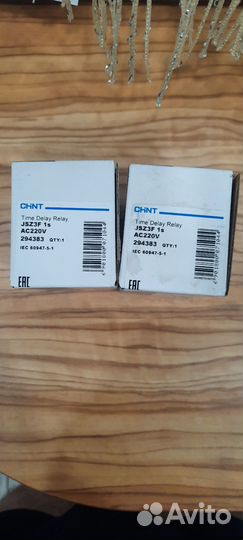 CHNT
Time Delay Relay
JSZ3F 1s
AC220V
294383 QTY:1
IEC 60947-5-1
EAC
CHNT
Time Delay Relay
JSZ3F 1s
AC220V
294383 QTY:1
IEC 60947-5-1
EAC
Avito